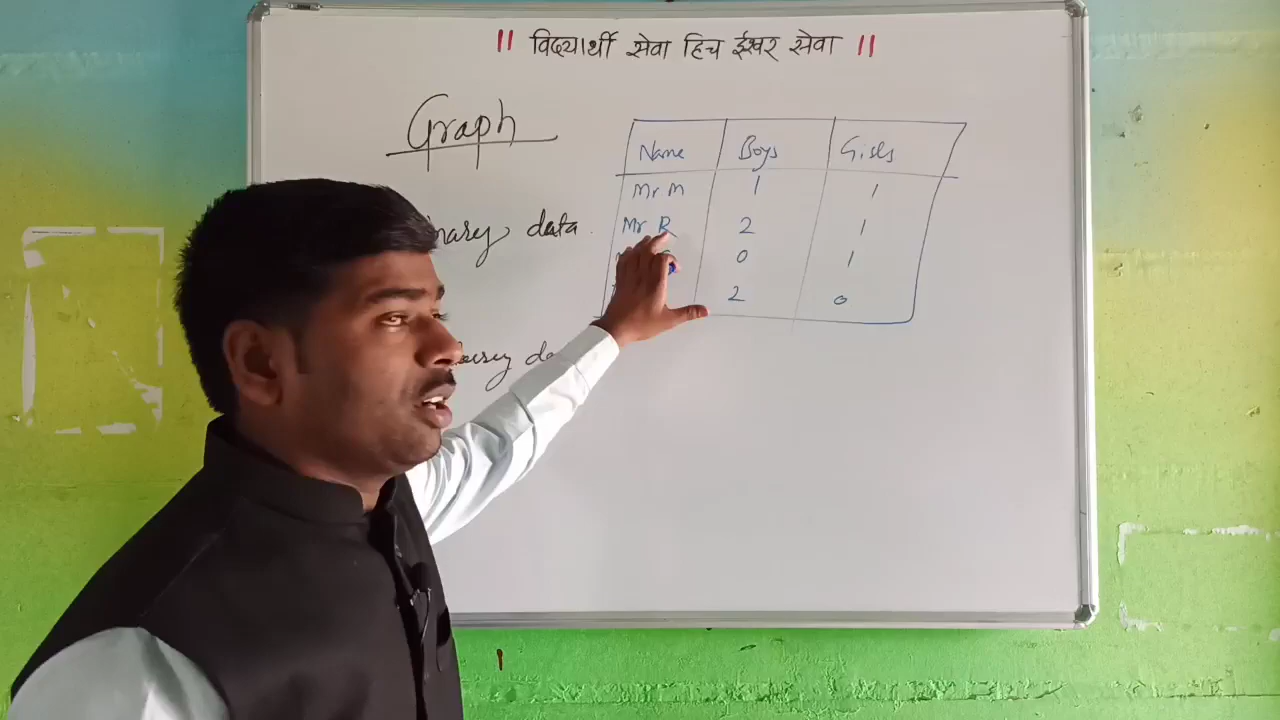 ॥ विद्यार्थी सेवा हिच ईश्वर सेवा ॥
Graph
data
Name Boys Girls
Mr M 1 1
Mr R 2 1
0 1
2 0